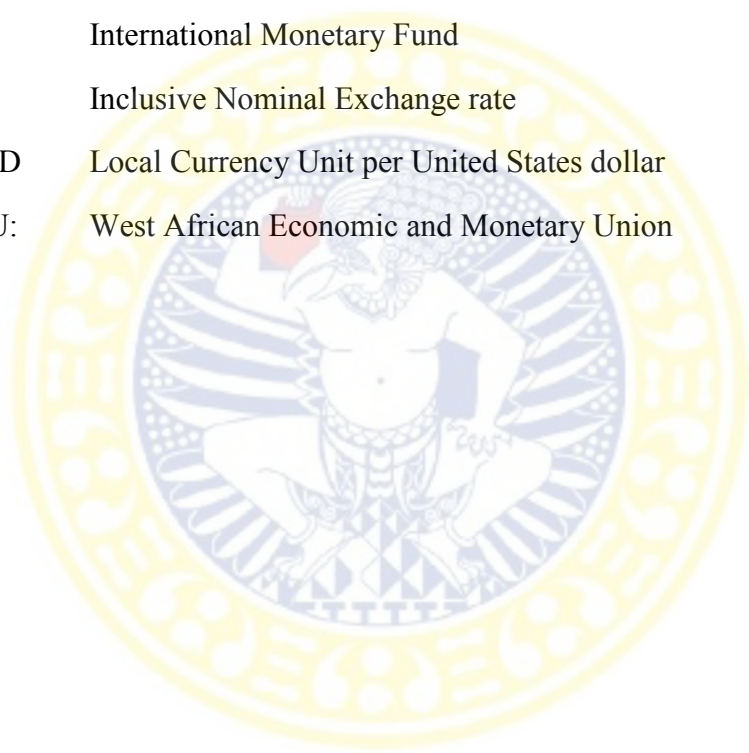 International Monetary Fund
Inclusive Nominal Exchange rate
D Local Currency Unit per United States dollar
J: West African Economic and Monetary Union